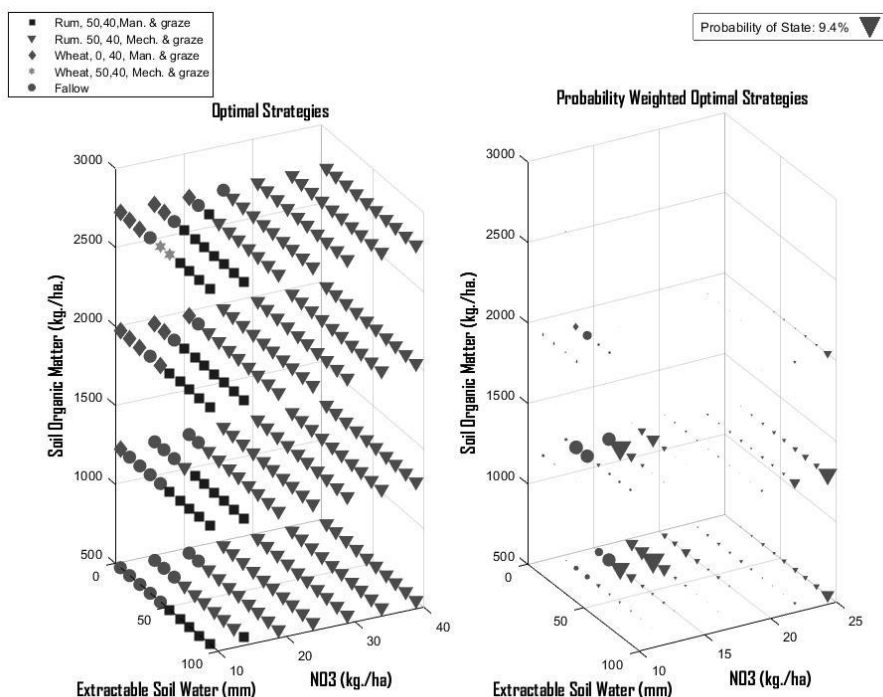 Rum, 50,40,Man. & graze
Rum. 50, 40, Mech. & graze
Wheat, 0, 40, Man. & graze
Wheat, 50,40, Mech. & graze
Fallow
Probability of State: 9.4%
Optimal Strategies
Probability Weighted Optimal Strategies
3000
2500
2000
1500
1000
500
0
50
100
10
20
30
40
Soil Organic Matter (kg./ha.)
Extractable Soil Water (mm)
NO3 (kg./ha)
3000
2500
2000
1500
1000
500
0
50
100
10
15
20
25
Soil Organic Matter (kg./ha.)
Extractable Soil Water (mm)
NO3 (kg./ha)